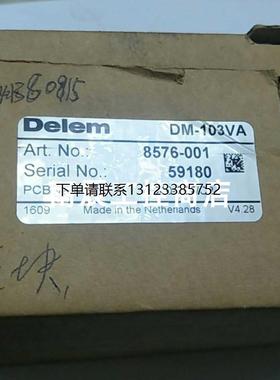 Delem DM-103VA
Art. No.: 8576-001
Serial No.: 59180
PCB
下单请联系13123385752
1609 Made in the Netherlands V4.28
块